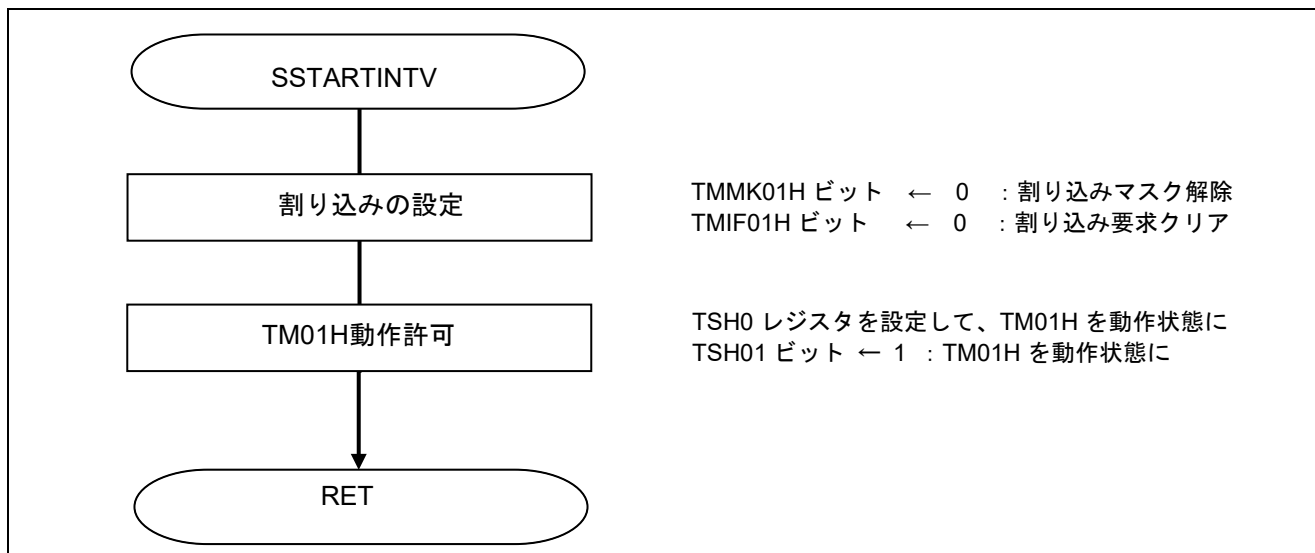 SSTARTINTV
割り込みの設定
TMMK01H ビット ← 0 ：割り込みマスク解除
TMIF01H ビット ← 0 ：割り込み要求クリア
TM01H動作許可
TSH0 レジスタを設定して、TM01H を動作状態に
TSH01 ビット ← 1 ：TM01H を動作状態に
RET